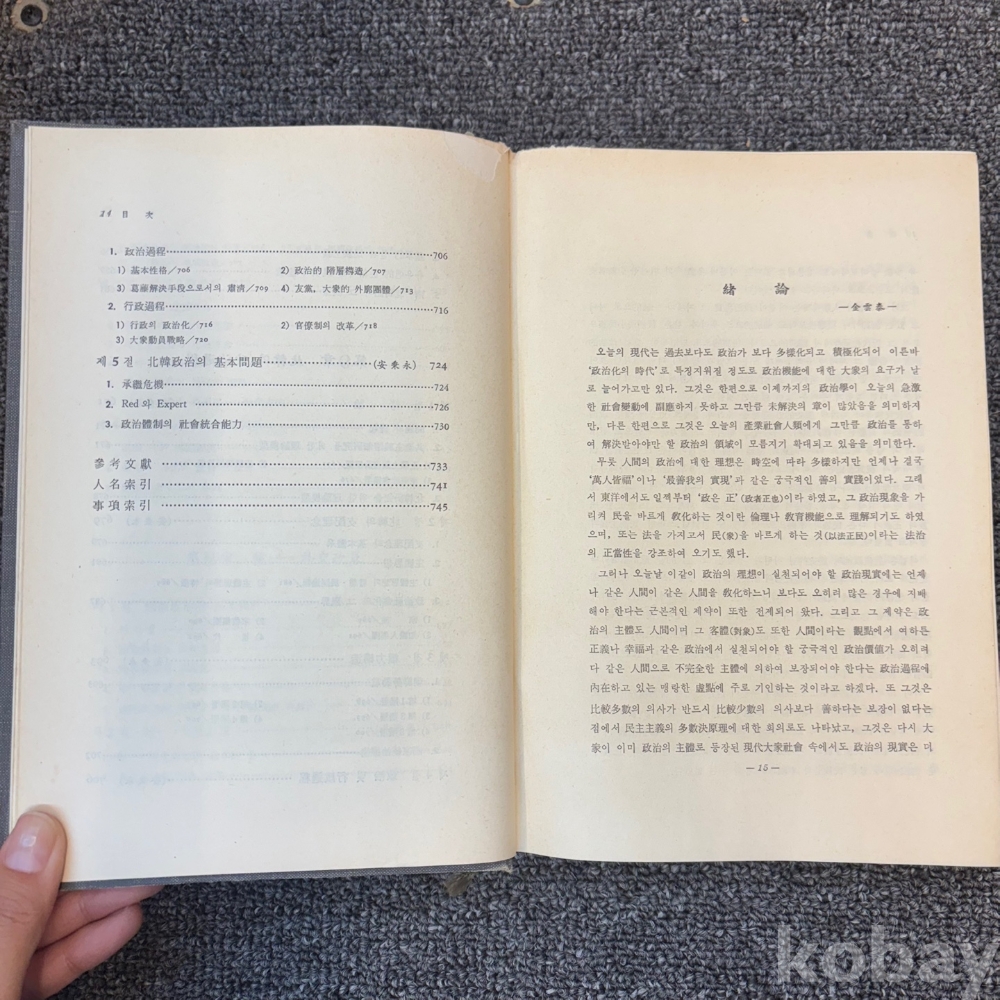 目 次
1. 政治過程 706
1) 基本性格/706 2) 政治的 階層構造/707
3) 葛藤解決手段으로서의 肅淸/709 4) 友黨, 大衆的 外廓團體/713
2. 行政過程 716
1) 行政의 政治化/716 2) 官僚制의 改革/718
3) 大衆動員戰略/720
제 5 절 北韓政治의 基本問題 (安秉永) 724
1. 承繼危機 724
2. Red와 Expert 726
3. 政治體制의 社會統合能力 730
參考文獻 733
人名索引 741
事項索引 745
緖 論
—金雲泰—
오늘의 現代는 過去보다도 政治가 보다 多樣化되고 積極化되어 이른바
'政治化의 時代'로 특징지워질 정도로 政治機能에 대한 大衆의 요구가 날
로 늘어가고만 있다. 그것은 한편으로 이제까지의 政治學이 오늘의 急激
한 社會變動에 副應하지 못하고 그만큼 未解決의 章이 많았음을 의미하지
만, 다른 한편으로 그것은 오늘의 産業社會人類에게 그만큼 政治를 통하
여 解決받아야만 할 政治의 領域이 모름지기 확대되고 있음을 의미한다.
무릇 人間의 政治에 대한 理想은 時空에 따라 多樣하지만 언제나 결국
'萬人皆福'이나 '最善我의 實現'과 같은 궁극적인 善의 實踐이였다. 그래
서 東洋에서도 일찍부터 '政은 正'(政者正也)이라 하였고, 그 政治現象을 가
리켜 民을 바르게 敎化하는 것이란 倫理나 敎育機能으로 理解되기도 하였
으며, 또는 法을 가지고서 民(衆)을 바르게 하는 것(以法正民)이라는 法治
의 正當性을 강조하여 오기도 했다.
그러나 오늘날 이같이 政治의 理想이 실천되어야 할 政治現實에는 언제
나 같은 人間이 같은 人間을 敎化하느니 보다도 오히려 많은 경우에 지배
해야 한다는 근본적인 제약이 또한 전계되어 왔다. 그리고 그 제약은 政
治의 主體도 人間이며 그 客體(對象)도 또한 人間이라는 觀點에서 여하튼
正義나 幸福과 같은 政治에서 실천되어야 할 궁극적인 政治價値가 오히려
다 같은 人間으로 不完全한 主體에 의하여 보장되어야 한다는 政治過程에
內在하고 있는 맹랑한 虛點에 주로 기인하는 것이라고 하겠다. 또 그것은
比較多數의 의사가 반드시 比較少數의 의사보다 善하다는 보장이 없다는
점에서 民主主義의 多數決原理에 대한 회의로도 나타났고, 그것은 다시 大
衆이 이미 政治의 主體로 등장된 現代大衆社會 속에서도 政治의 現實은 더
— 15 —
kobay